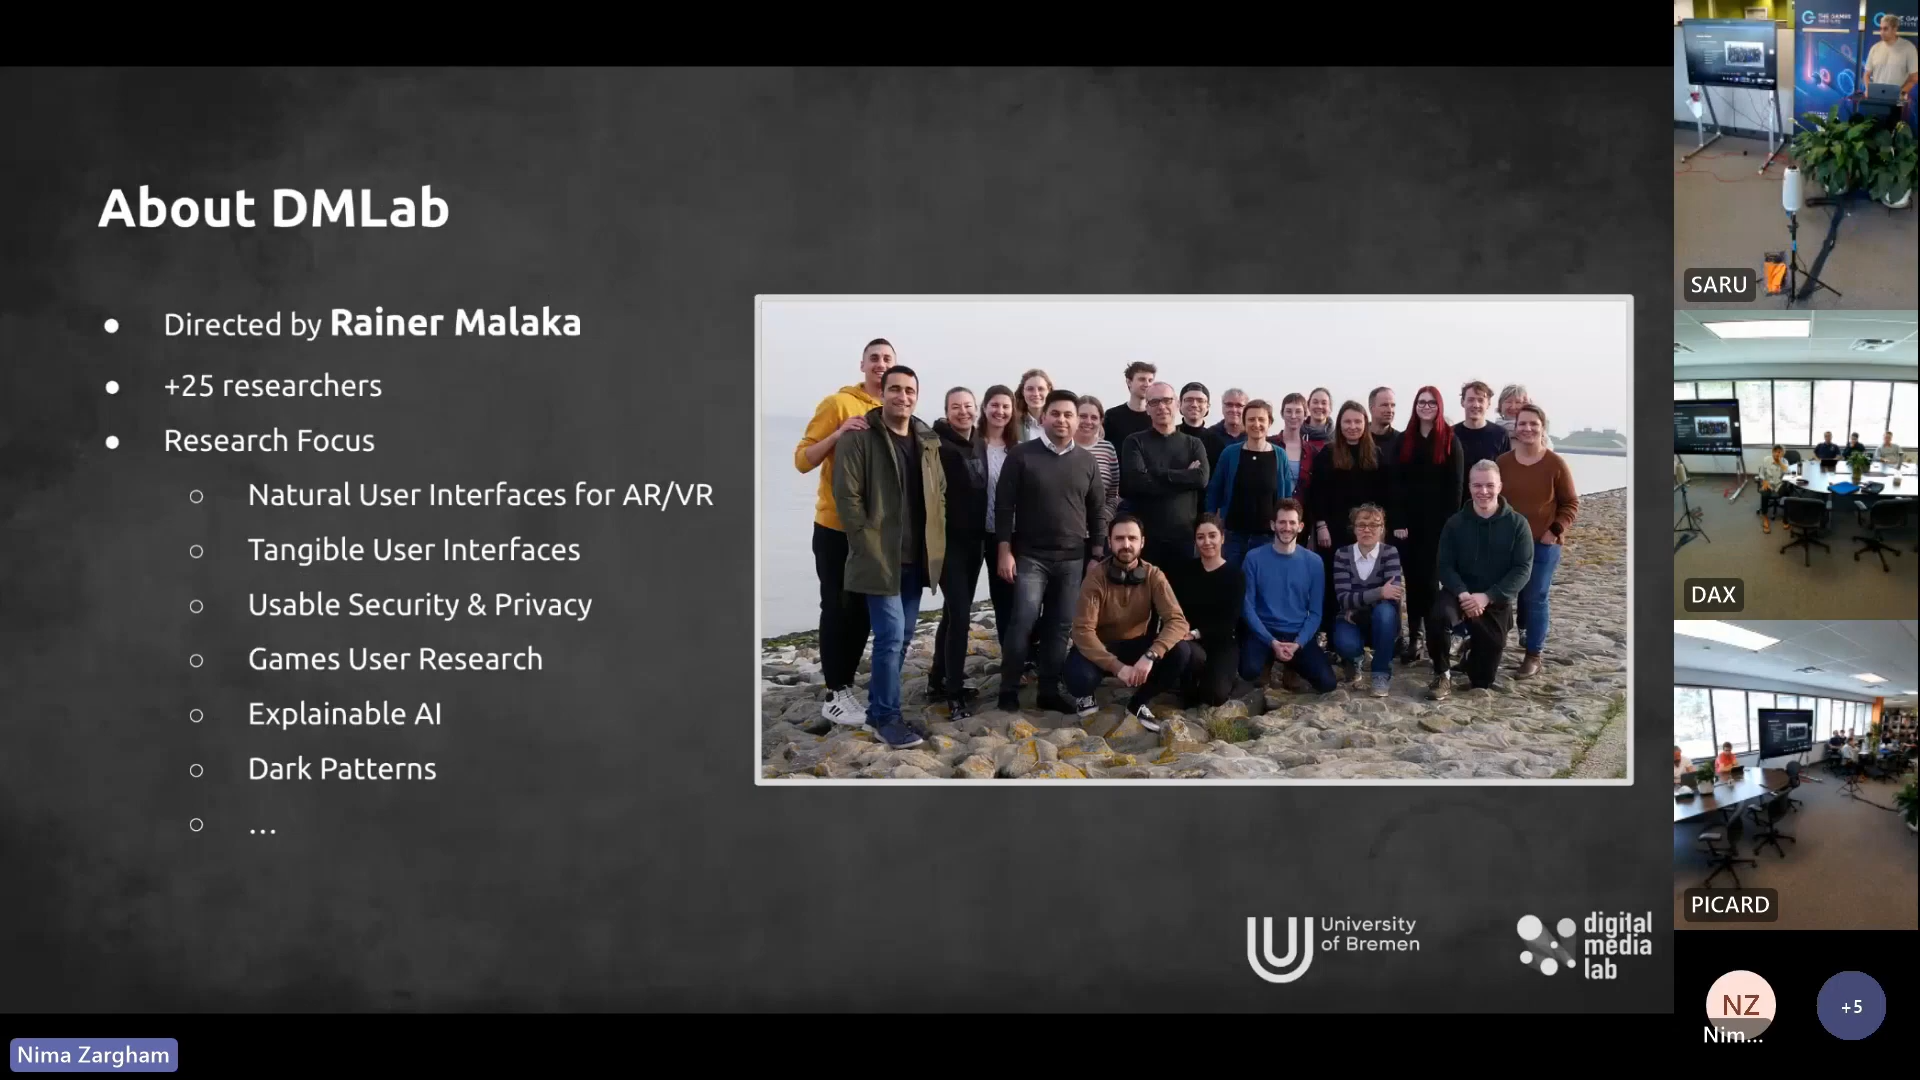 About DMLab
● Directed by Rainer Malaka
● +25 researchers
● Research Focus
○ Natural User Interfaces for AR/VR
○ Tangible User Interfaces
○ Usable Security & Privacy
○ Games User Research
○ Explainable AI
○ Dark Patterns
○ ...
University
of Bremen
digital
media
lab
Nima Zargham
THE GAMES
SARU
DAX
PICARD
NZ
Nim...
+5